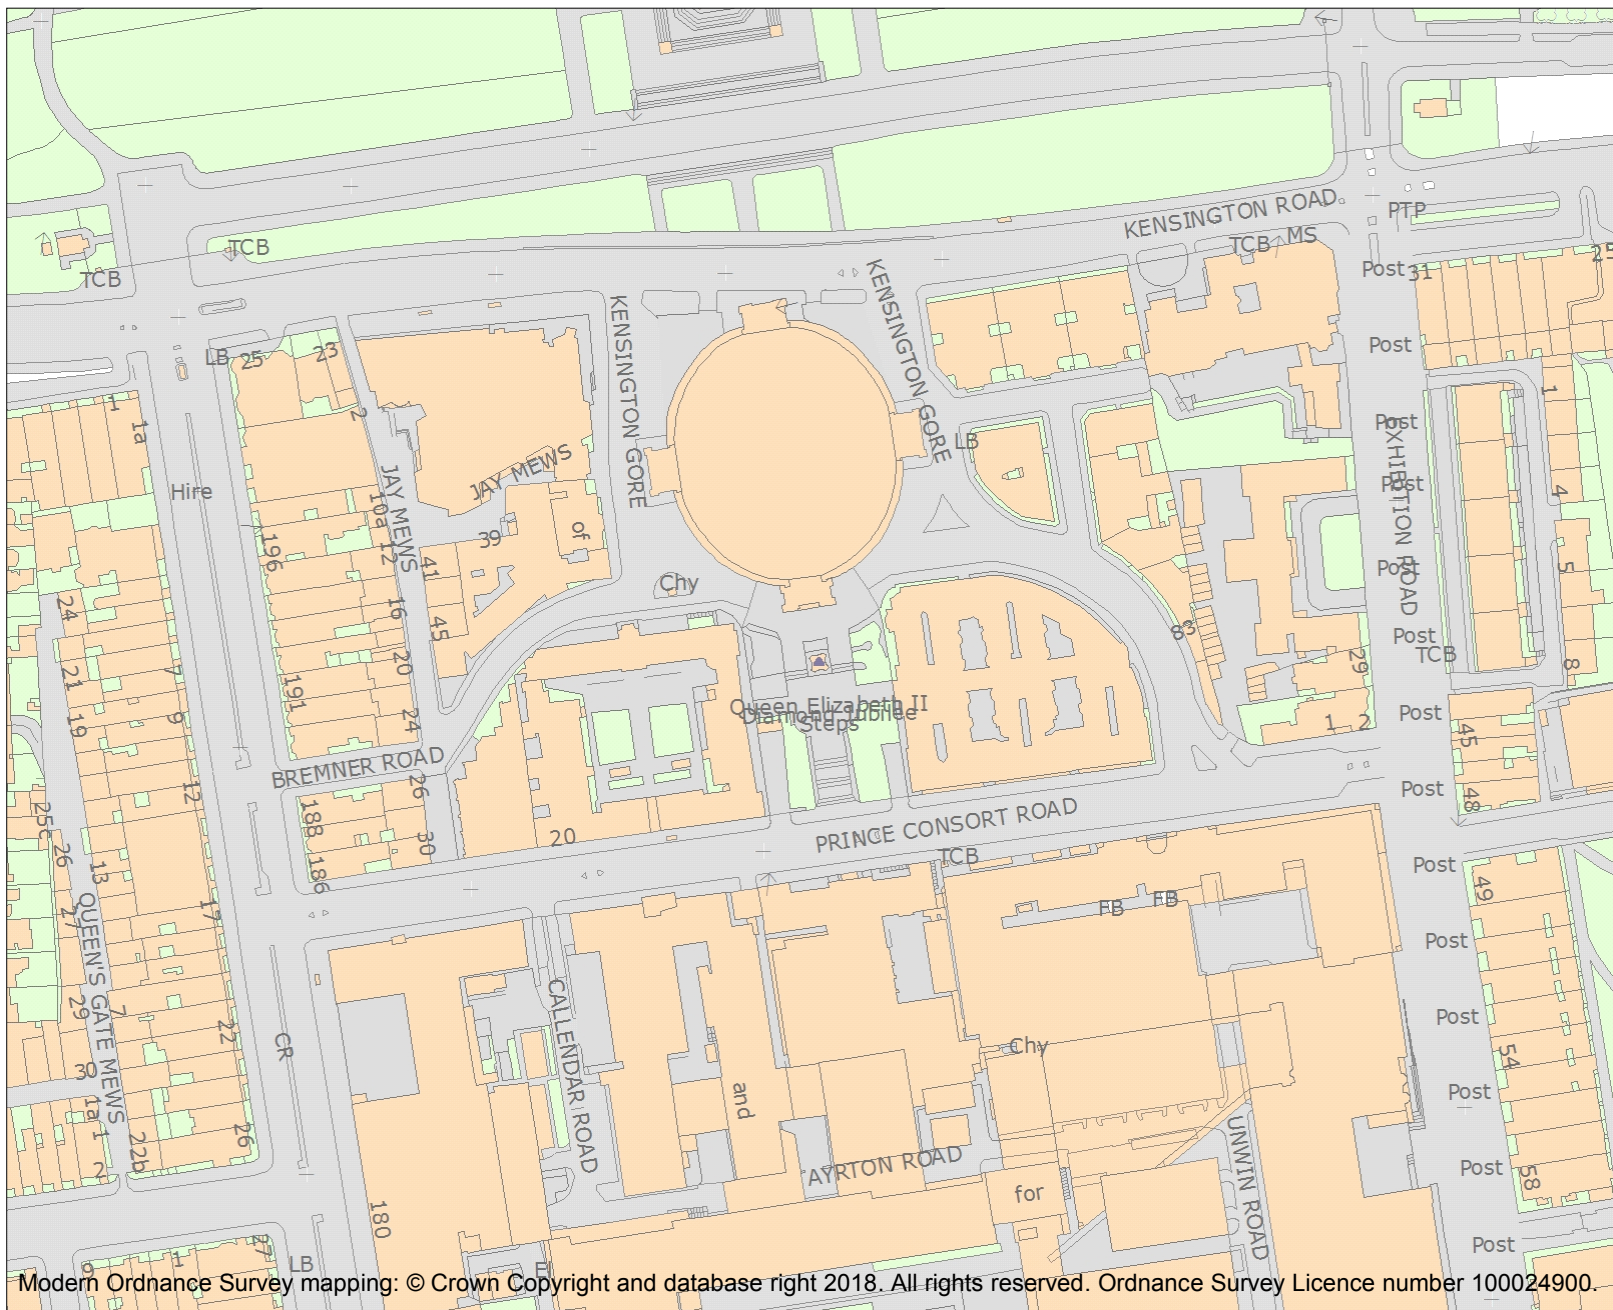 KENSINGTON ROAD
PTP
TCB
TCB MS
TCB
Post 31
25
KENSINGTON GORE
KENSINGTON GORE
LB 25
23
Post
1
1a
2
1
Post
EXHIBITION ROAD
LB
JAY MEWS
JAY MEWS
Hire
10a
Post
4
196
12
39
of
41
Post
5
Chy
24
16
45
83
Post
TCB
20
29
8
7
21
191
Queen Elizabeth II
Diamond Jubilee
Steps
9
19
24
1 2
Post
45
BREMNER ROAD
12
26
Post
48
25c
188
30
20
PRINCE CONSORT ROAD
TCB
26
13
186
Post
49
27
17
FB FB
QUEEN'S GATE MEWS
Post
29
7
22
CR
CALLENDAR ROAD
Chy
Post
54
30
1a
1
and
Post
2
22b
26
AYRTON ROAD
UNWIN ROAD
for
Post
58
180
27
9
1
LB
El
Post
Modern Ordnance Survey mapping: © Crown Copyright and database right 2018. All rights reserved. Ordnance Survey Licence number 100024900.